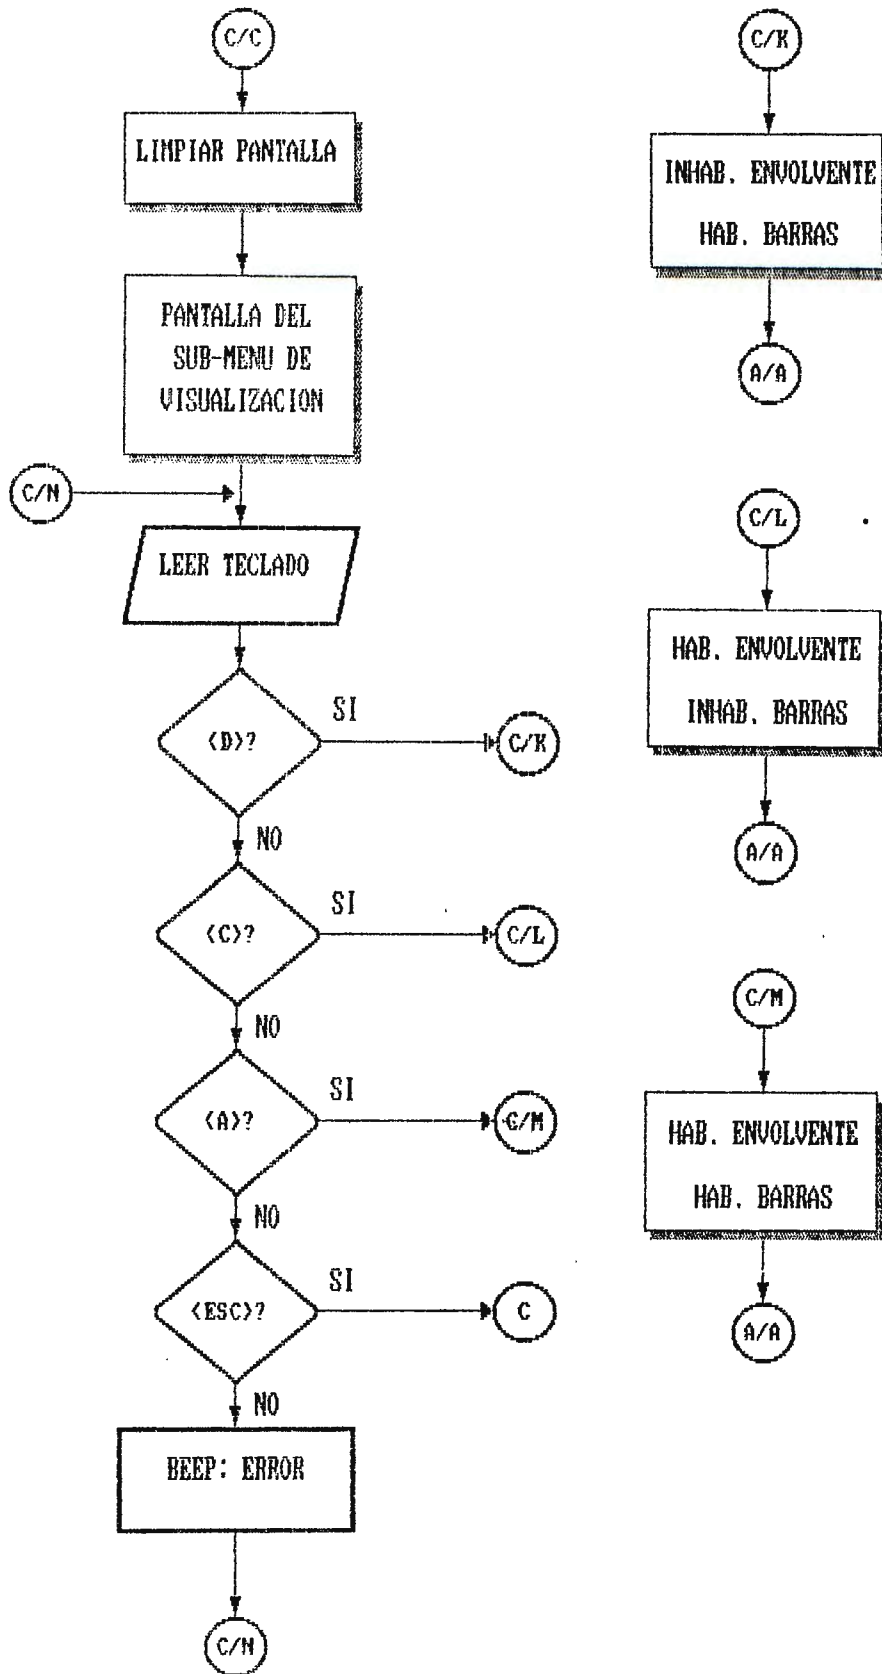 C/C
LIMPIAR PANTALLA
PANTALLA DEL
SUB-MENU DE
VISUALIZACION
C/N
LEER TECLADO
<D>?
SI
C/K
NO
<C>?
SI
C/L
NO
<A>?
SI
C/M
NO
<ESC>?
SI
C
NO
BEEP: ERROR
C/N
C/K
INHAB. ENVOLVENTE
HAB. BARRAS
A/A
C/L
HAB. ENVOLVENTE
INHAB. BARRAS
A/A
C/M
HAB. ENVOLVENTE
HAB. BARRAS
A/A